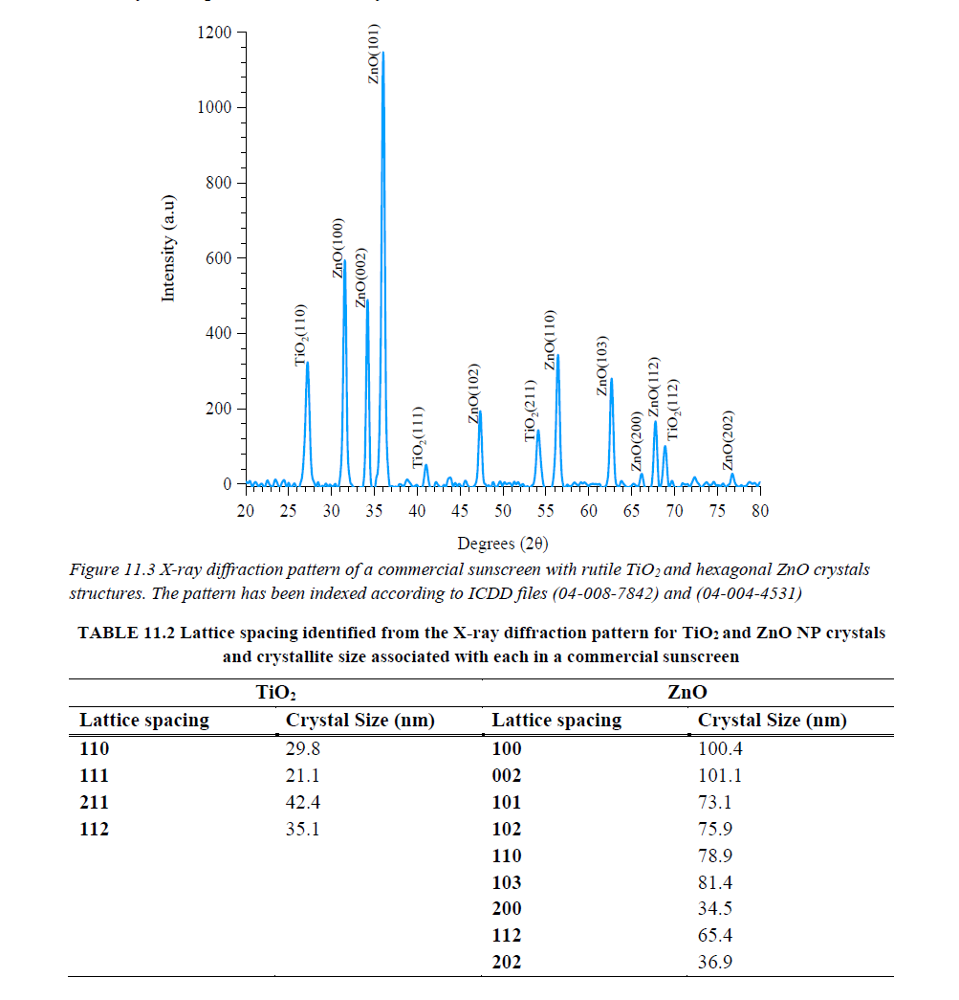 1200
1000
800
600
400
200
0
Intensity (a.u)
TiO₂(110)
ZnO(100)
ZnO(002)
ZnO(101)
TiO₂(111)
ZnO(102)
TiO₂(211)
ZnO(110)
ZnO(103)
ZnO(200)
ZnO(112)
TiO₂(112)
ZnO(202)
20 25 30 35 40 45 50 55 60 65 70 75 80
Degrees (2θ)
Figure 11.3 X-ray diffraction pattern of a commercial sunscreen with rutile TiO₂ and hexagonal ZnO crystals
structures. The pattern has been indexed according to ICDD files (04-008-7842) and (04-004-4531)
TABLE 11.2 Lattice spacing identified from the X-ray diffraction pattern for TiO₂ and ZnO NP crystals
and crystallite size associated with each in a commercial sunscreen
TiO₂ ZnO
Lattice spacing Crystal Size (nm) Lattice spacing Crystal Size (nm)
110 29.8 100 100.4
111 21.1 002 101.1
211 42.4 101 73.1
112 35.1 102 75.9
110 78.9
103 81.4
200 34.5
112 65.4
202 36.9